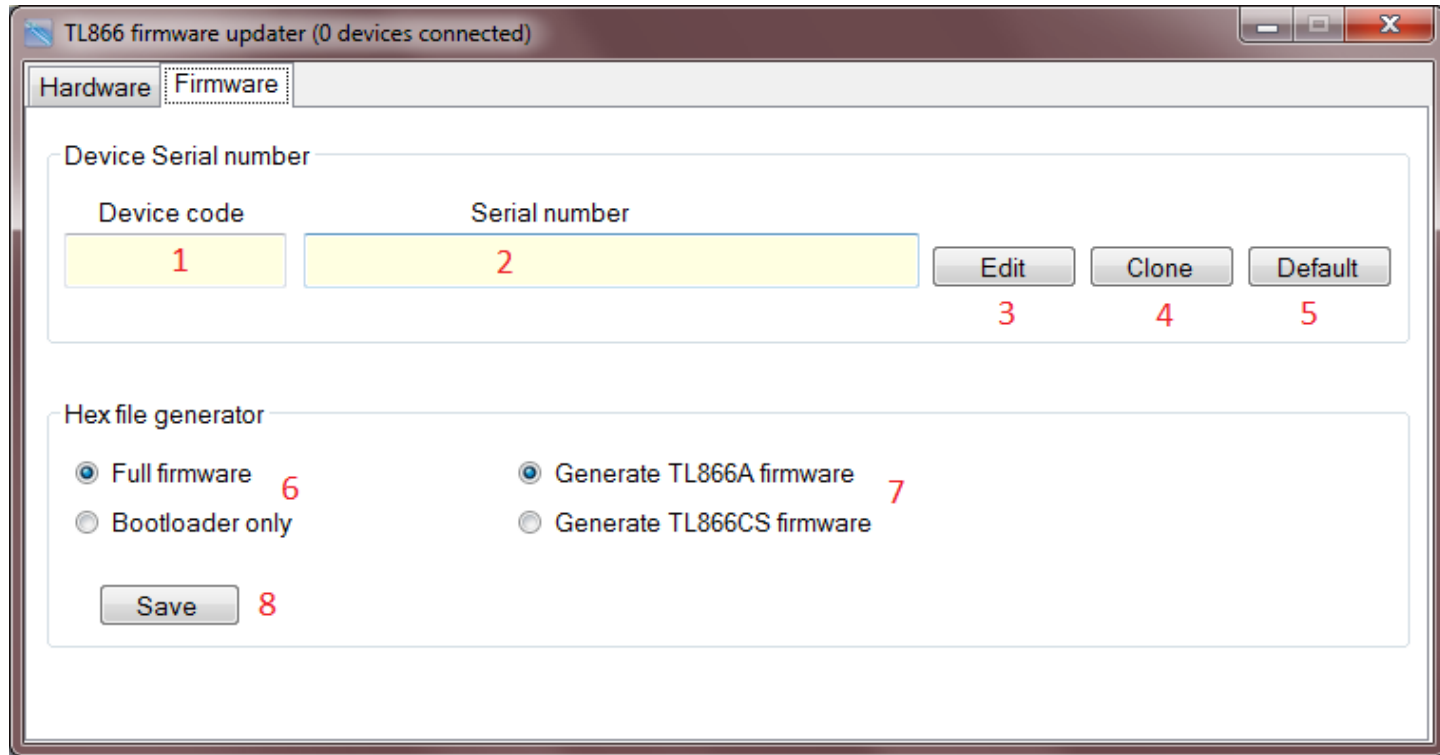 TL866 firmware updater (0 devices connected)
Hardware Firmware
Device Serial number
Device code Serial number
1 2 Edit Clone Default
3 4 5
Hex file generator
Full firmware Generate TL866A firmware
6 7
Bootloader only Generate TL866CS firmware
Save 8